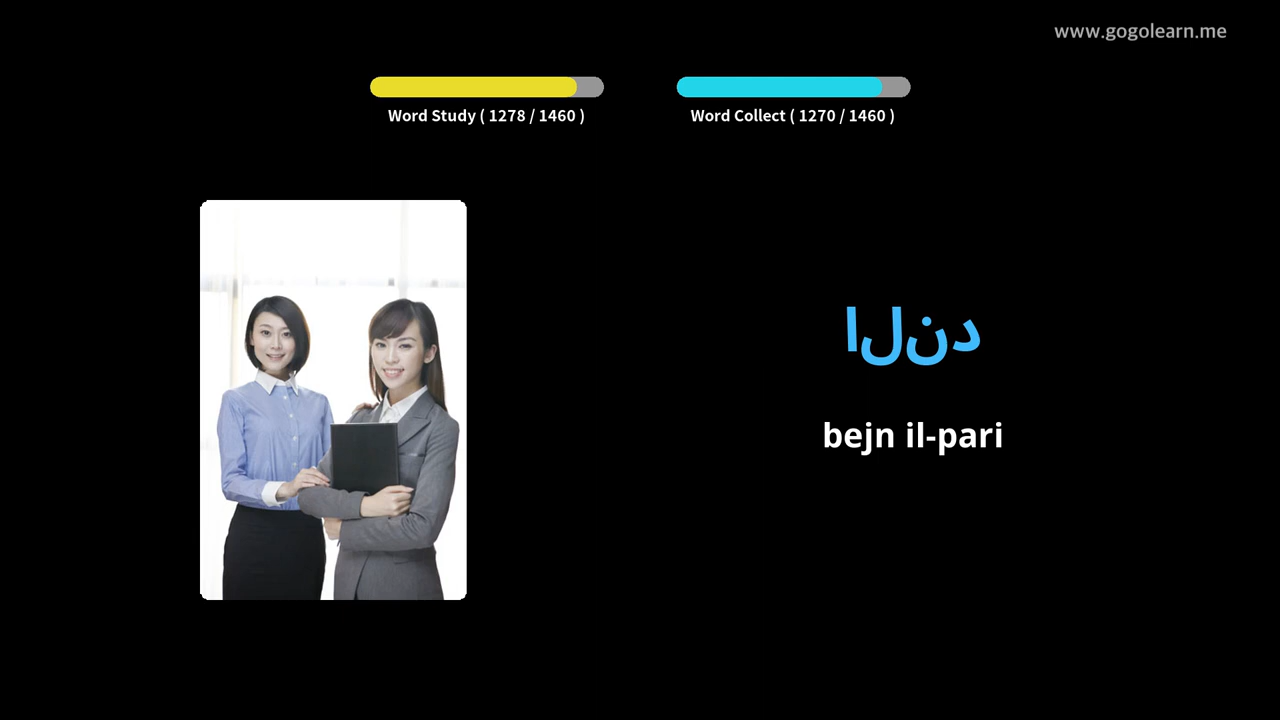 www.gogolearn.me
Word Study ( 1278 / 1460 )
Word Collect ( 1270 / 1460 )
الند
bejn il-pari